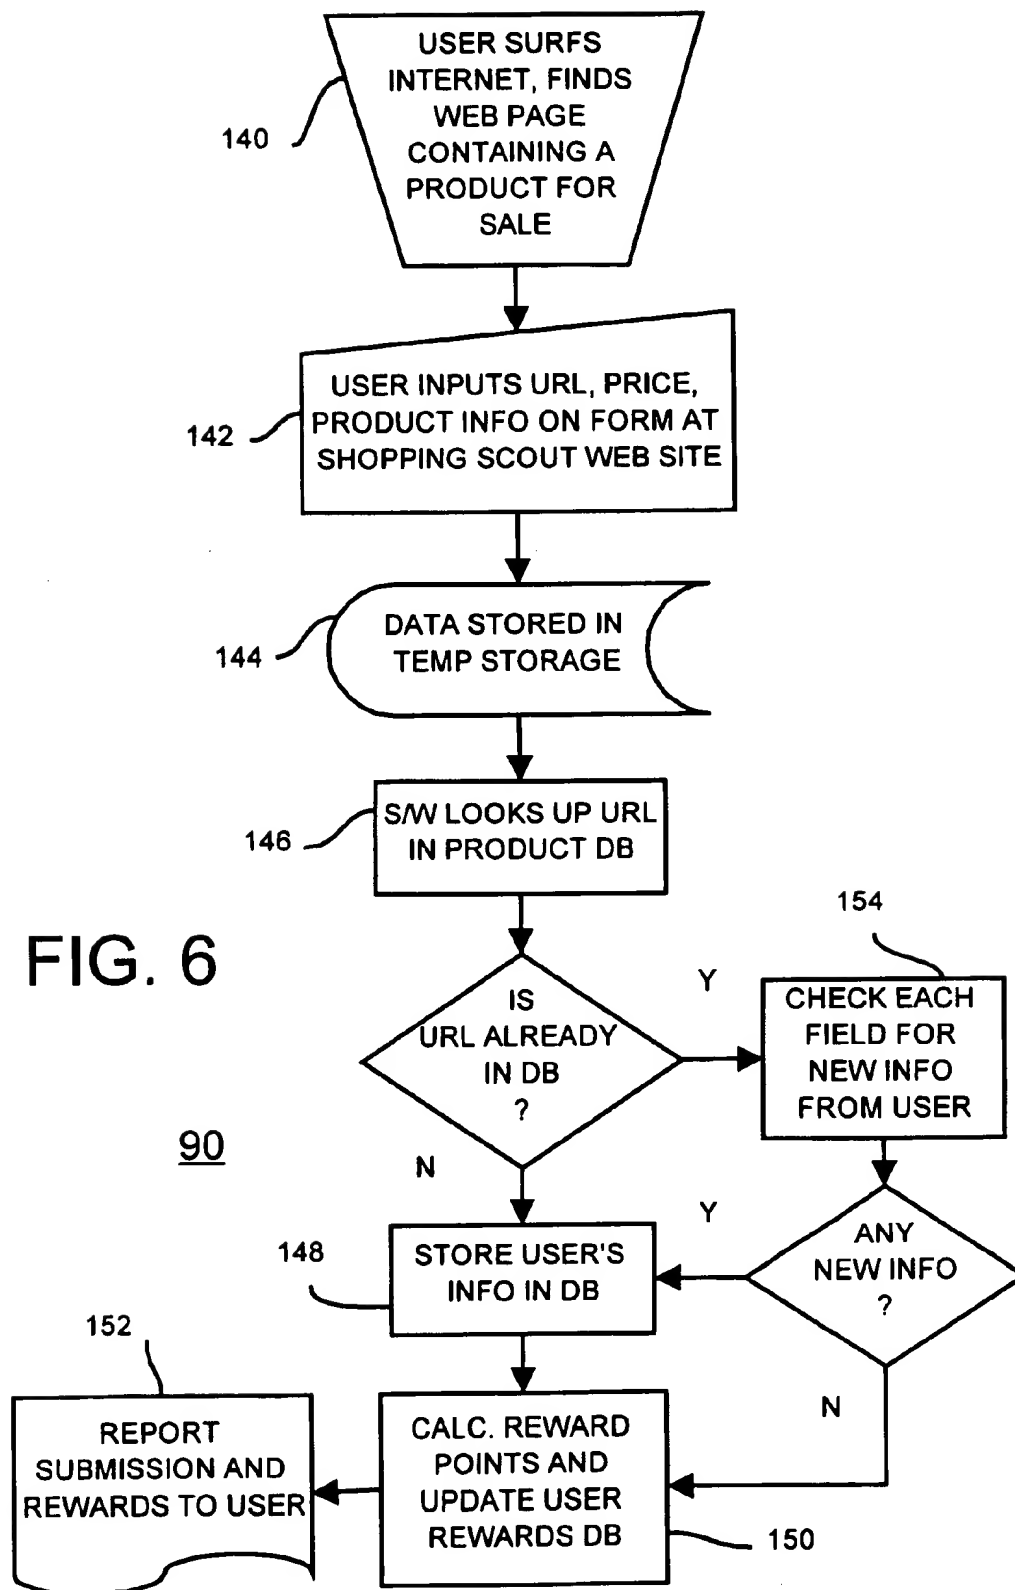 USER SURFS
INTERNET, FINDS
WEB PAGE
CONTAINING A
PRODUCT FOR
SALE
140
USER INPUTS URL, PRICE,
PRODUCT INFO ON FORM AT
SHOPPING SCOUT WEB SITE
142
DATA STORED IN
TEMP STORAGE
144
S/W LOOKS UP URL
IN PRODUCT DB
146
FIG. 6
IS
URL ALREADY
IN DB
?
Y
154
CHECK EACH
FIELD FOR
NEW INFO
FROM USER
90
N
Y
ANY
NEW INFO
?
148
STORE USER'S
INFO IN DB
N
152
REPORT
SUBMISSION AND
REWARDS TO USER
CALC. REWARD
POINTS AND
UPDATE USER
REWARDS DB
150